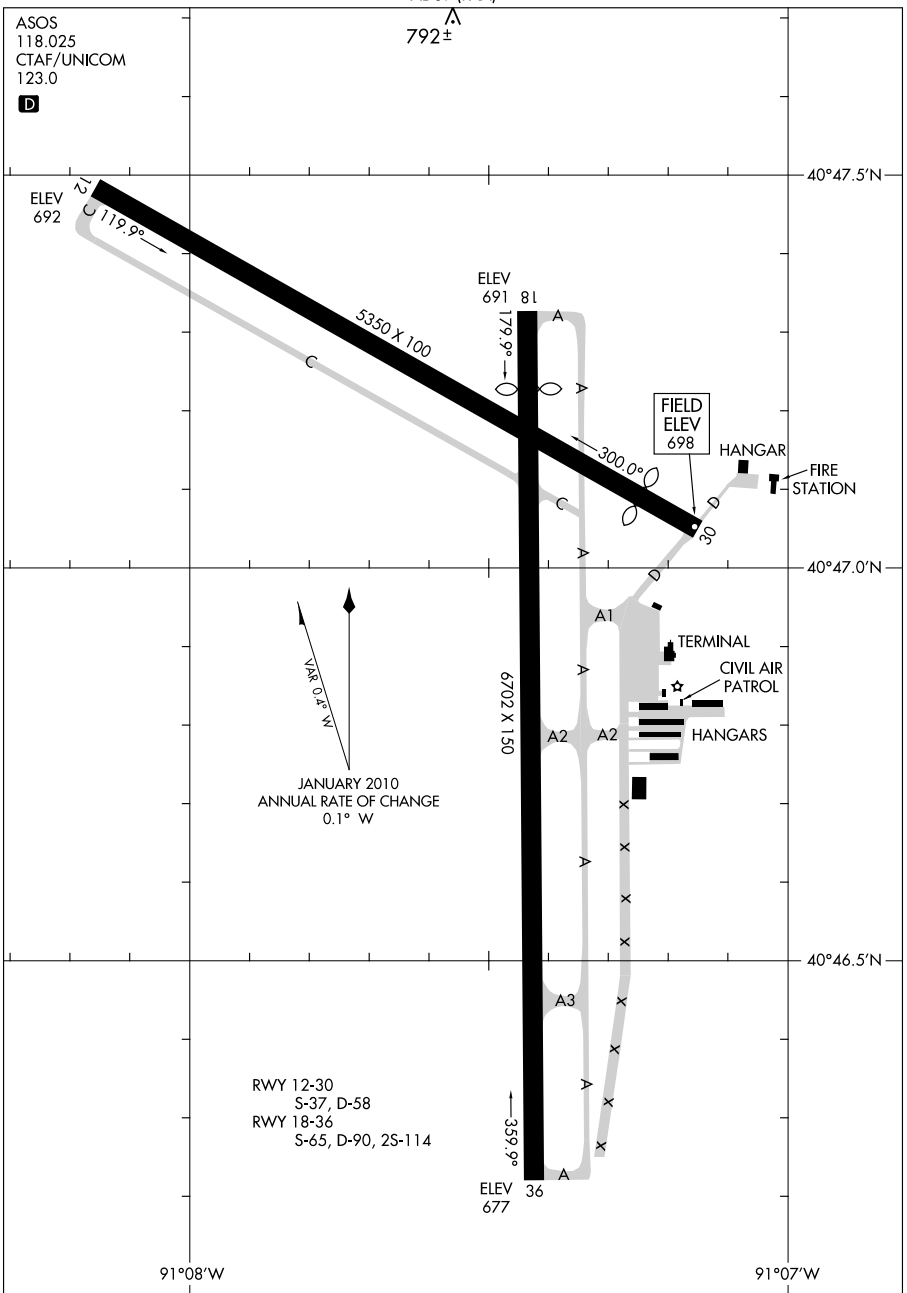 ASOS
118.025
CTAF/UNICOM
123.0
D
792±
40°47.5'N
12
ELEV
692
C
119.9°
5350 X 100
C
ELEV
691
18
A
179.9°
A
FIELD
ELEV
698
HANGAR
FIRE
STATION
300.0°
D
C
30
A
D
40°47.0'N
A1
TERMINAL
A
CIVIL AIR
PATROL
VAR 0.4° W
6702 X 150
A2
A2
HANGARS
JANUARY 2010
ANNUAL RATE OF CHANGE
0.1° W
X
X
A
X
X
40°46.5'N
A3
X
X
RWY 12-30
S-37, D-58
RWY 18-36
S-65, D-90, 2S-114
A
X
359.9°
X
A
ELEV
677
36
91°08'W
91°07'W